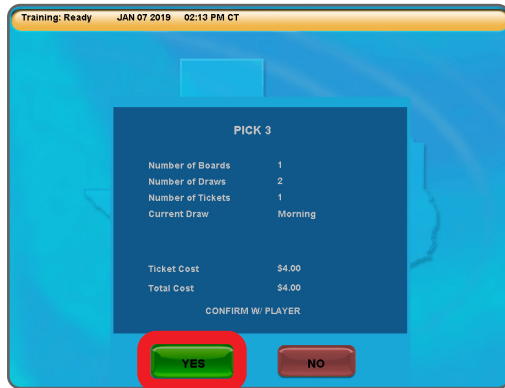 Training: Ready JAN 07 2019 02:13 PM CT
PICK 3
Number of Boards 1
Number of Draws 2
Number of Tickets 1
Current Draw Morning
Ticket Cost $4.00
Total Cost $4.00
CONFIRM W/ PLAYER
YES NO